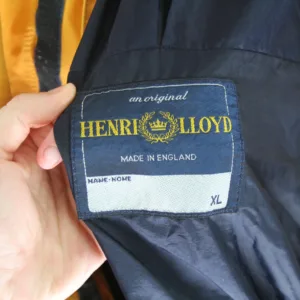 an original
HENRI LLOYD
MADE IN ENGLAND
NAME-NOME
XL